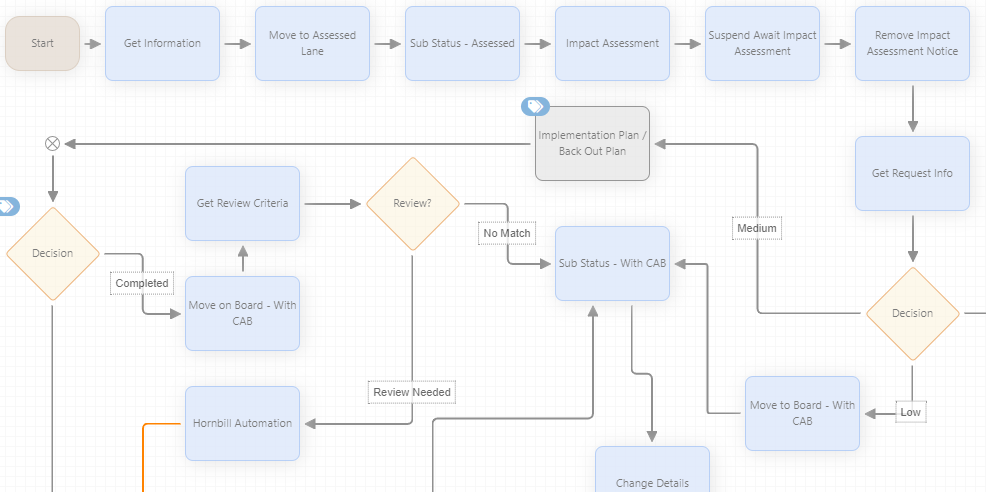 Start
Get Information
Move to Assessed
Lane
Sub Status - Assessed
Impact Assessment
Suspend Await Impact
Assessment
Remove Impact
Assessment Notice
Implementation Plan /
Back Out Plan
Get Request Info
Get Review Criteria
Review?
No Match
Medium
Decision
Completed
Sub Status - With CAB
Move on Board - With
CAB
Decision
Review Needed
Hornbill Automation
Move to Board - With
CAB
Low
Change Details